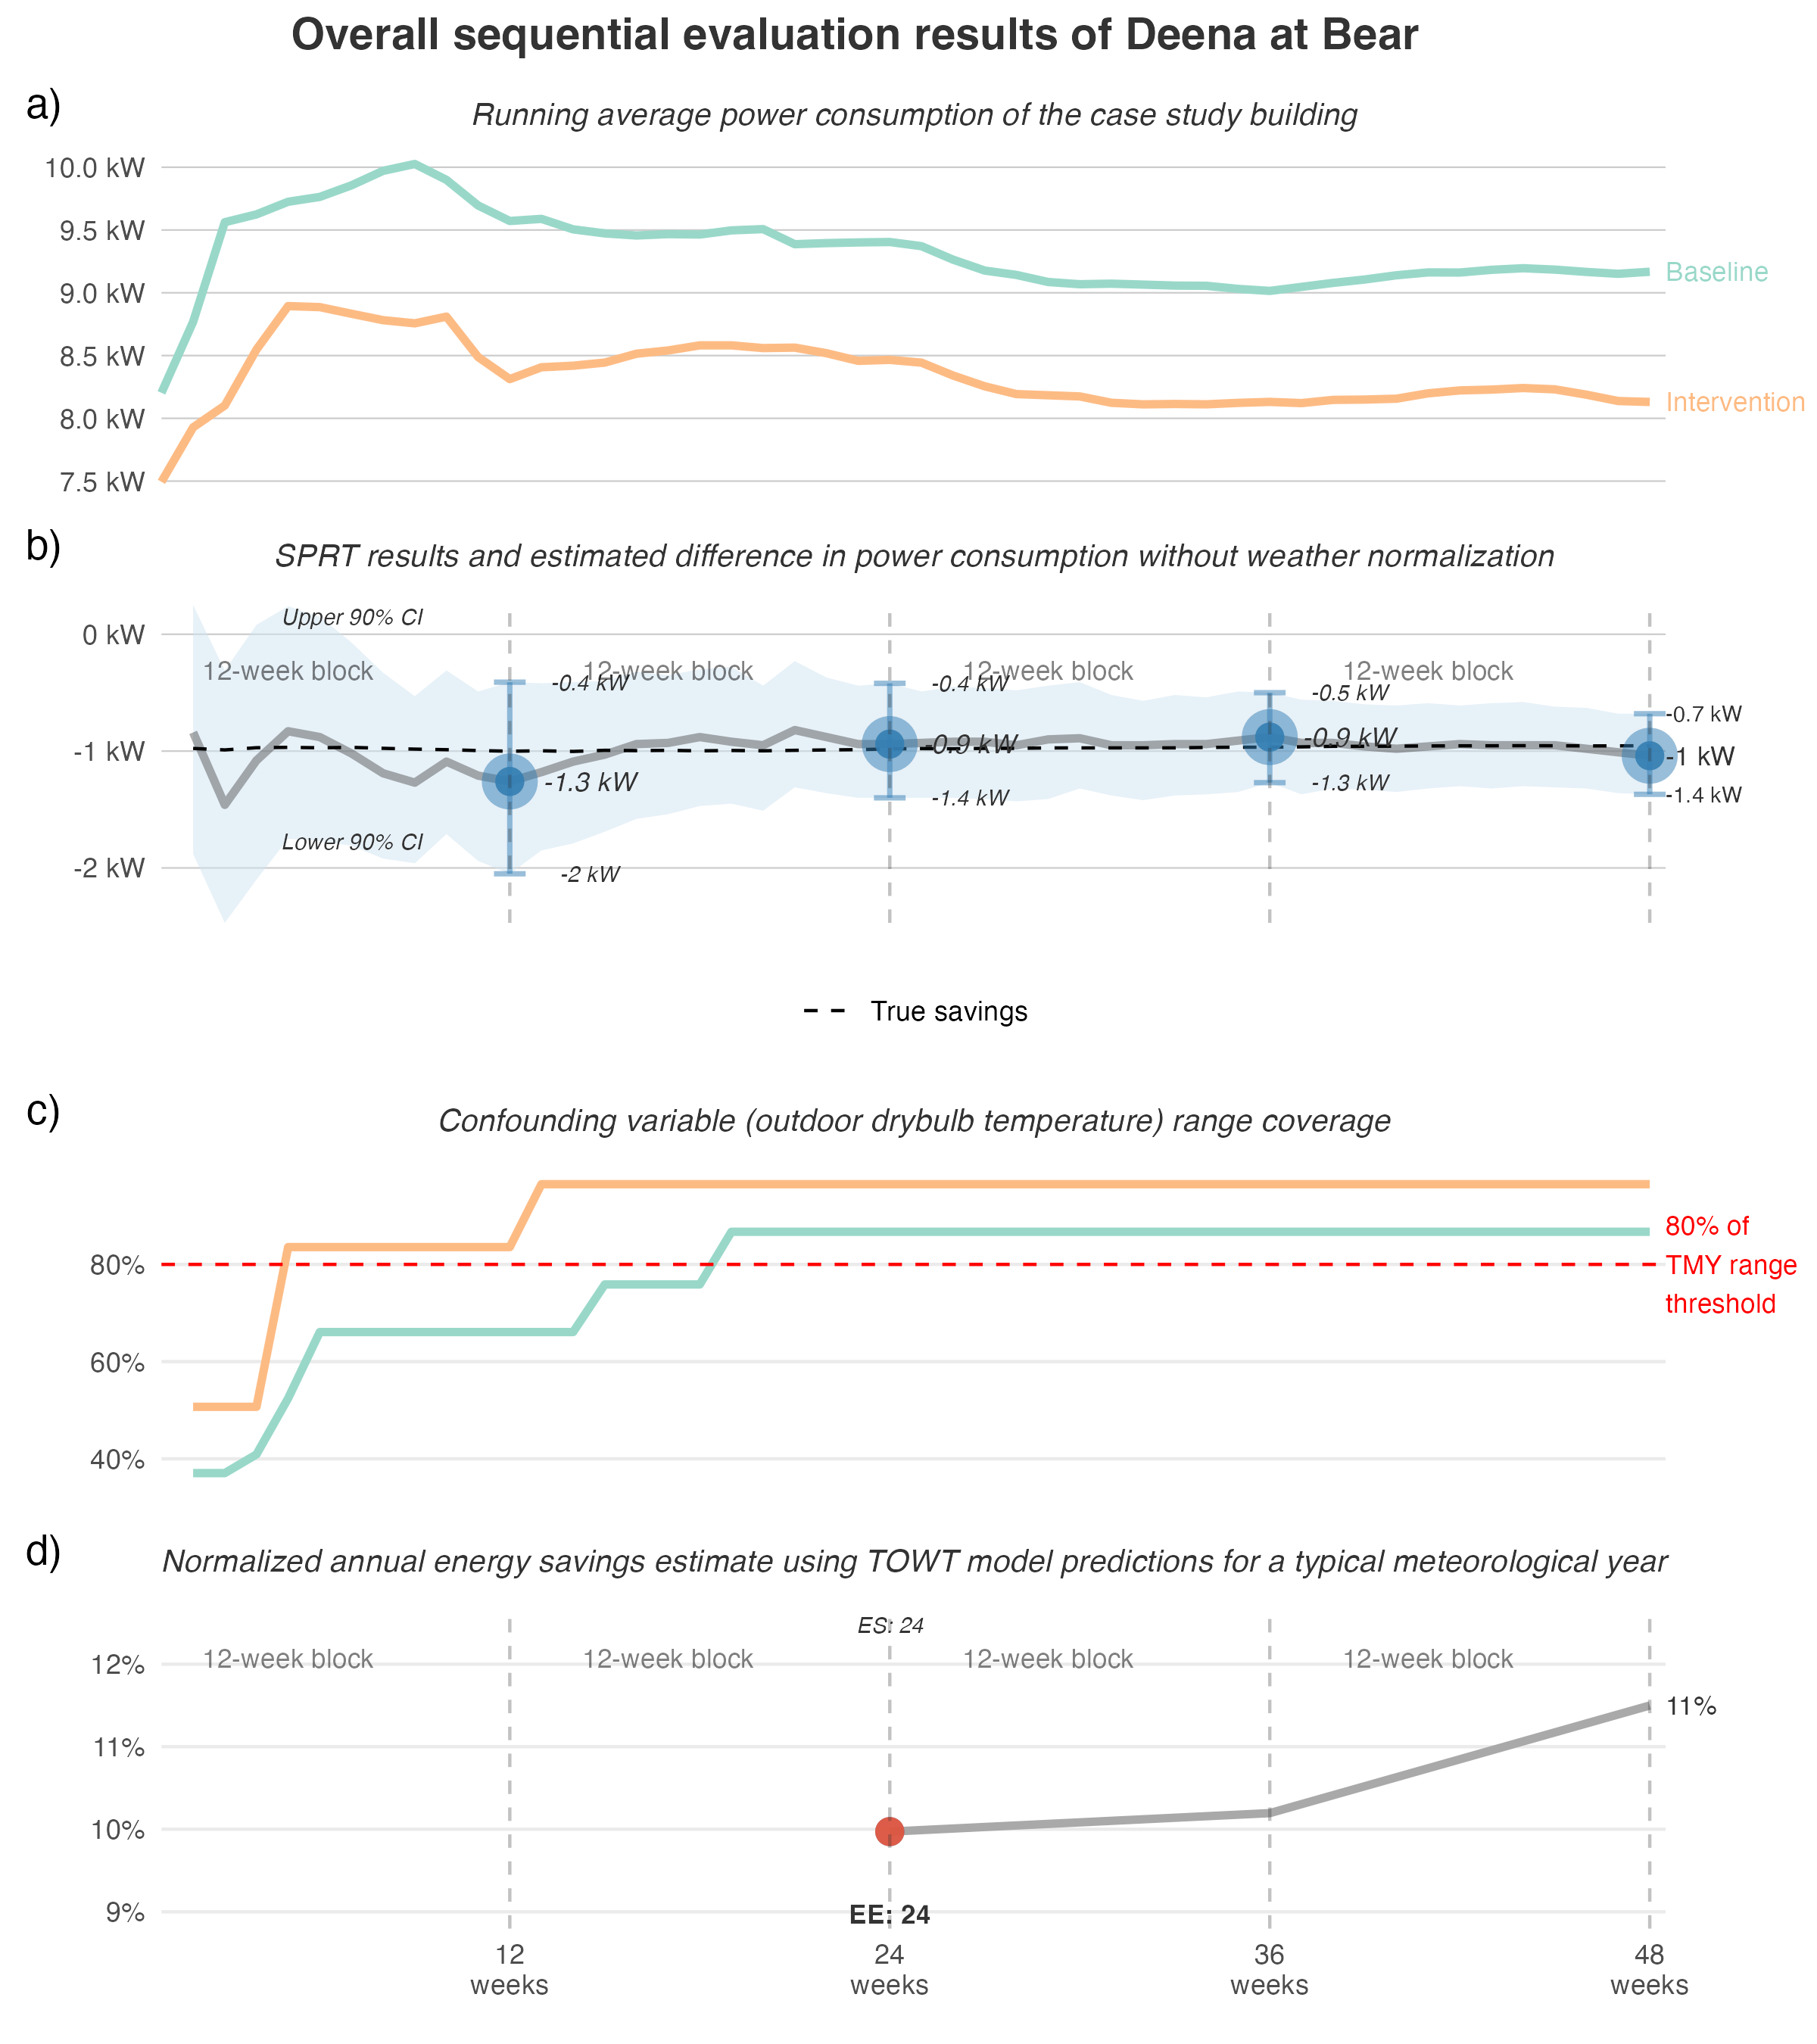 Overall sequential evaluation results of Deena at Bear
a)
Running average power consumption of the case study building
10.0 kW
9.5 kW
9.0 kW
8.5 kW
8.0 kW
7.5 kW
Baseline
Intervention
b)
SPRT results and estimated difference in power consumption without weather normalization
0 kW
-1 kW
-2 kW
Upper 90% CI
Lower 90% CI
12-week block
12-week block
12-week block
12-week block
-0.4 kW
-1.3 kW
-2 kW
-0.4 kW
-0.9 kW
-1.4 kW
-0.5 kW
-0.9 kW
-1.3 kW
-0.7 kW
-1 kW
-1.4 kW
True savings
c)
Confounding variable (outdoor drybulb temperature) range coverage
80%
60%
40%
80% of
TMY range
threshold
d)
Normalized annual energy savings estimate using TOWT model predictions for a typical meteorological year
ES: 24
12-week block
12-week block
12-week block
12-week block
12%
11%
10%
9%
11%
EE: 24
12
weeks
24
weeks
36
weeks
48
weeks